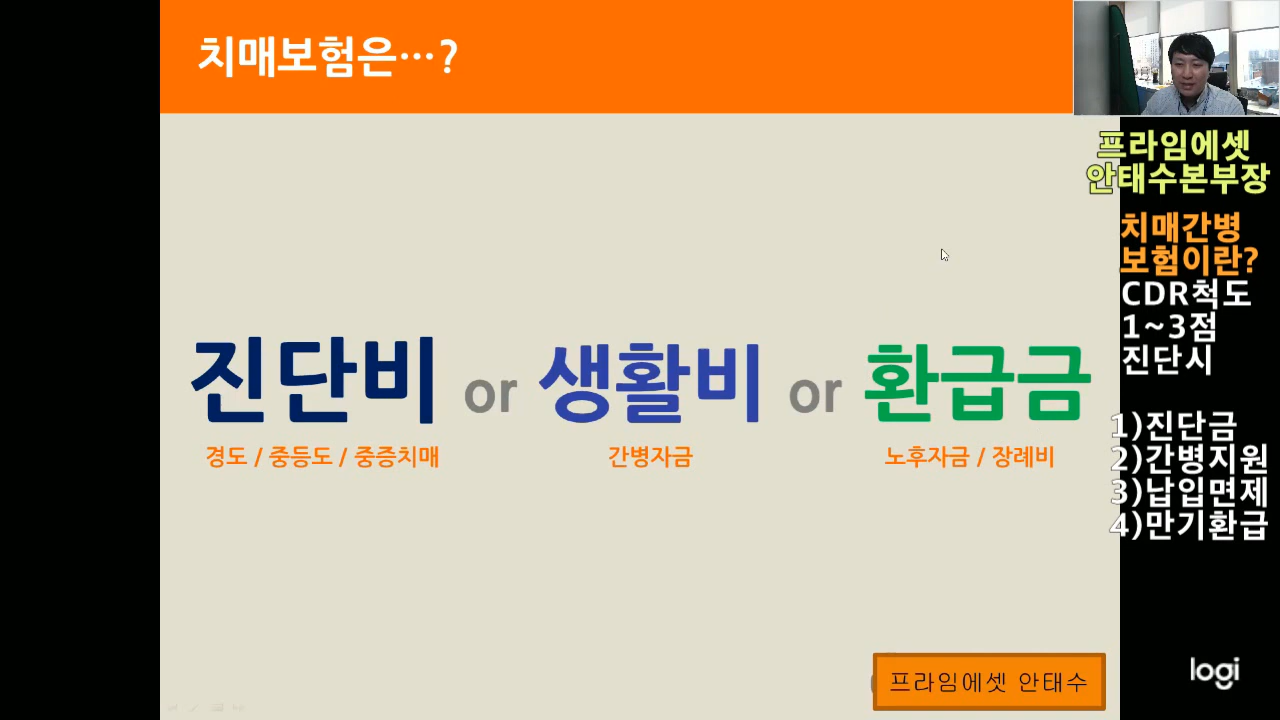 치매보험은…?
프라임에셋
안태수본부장
치매간병
보험이란?
CDR척도
1~3점
진단시
1)진단금
2)간병지원
3)납입면제
4)만기환급
진단비 or 생활비 or 환급금
경도 / 중등도 / 중증치매
간병자금
노후자금 / 장례비
프라임에셋 안태수
logi